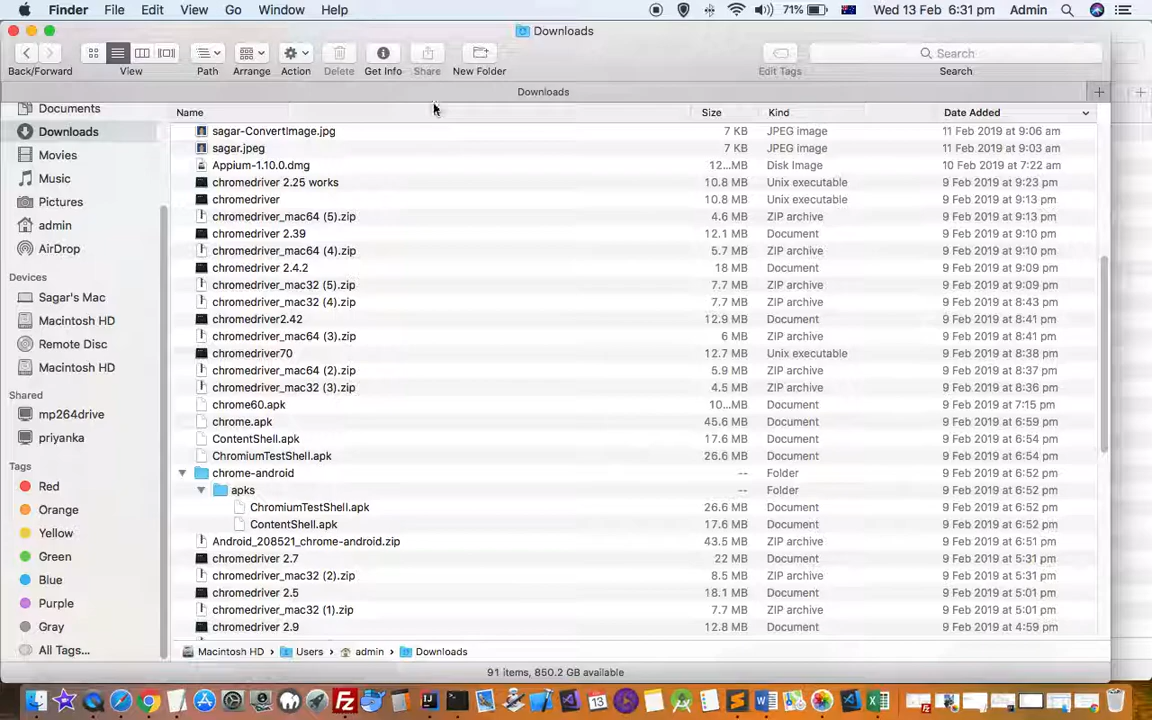 Finder File Edit View Go Window Help 71% Wed 13 Feb 6:31 pm Admin
Downloads
Back/Forward View Path Arrange Action Delete Get Info Share New Folder Edit Tags Search Search
Downloads
Name Size Kind Date Added
Documents
Downloads
Movies
Music
Pictures
admin
AirDrop
Devices
Sagar's Mac
Macintosh HD
Remote Disc
Macintosh HD
Shared
mp264drive
priyanka
Tags
Red
Orange
Yellow
Green
Blue
Purple
Gray
All Tags...
sagar-ConvertImage.jpg 7 KB JPEG image 11 Feb 2019 at 9:06 am
sagar.jpeg 7 KB JPEG image 11 Feb 2019 at 9:03 am
Appium-1.10.0.dmg 12...MB Disk Image 10 Feb 2019 at 7:22 am
chromedriver 2.25 works 10.8 MB Unix executable 9 Feb 2019 at 9:23 pm
chromedriver 10.8 MB Unix executable 9 Feb 2019 at 9:13 pm
chromedriver_mac64 (5).zip 4.6 MB ZIP archive 9 Feb 2019 at 9:13 pm
chromedriver 2.39 12.1 MB Document 9 Feb 2019 at 9:10 pm
chromedriver_mac64 (4).zip 5.7 MB ZIP archive 9 Feb 2019 at 9:10 pm
chromedriver 2.4.2 18 MB Document 9 Feb 2019 at 9:09 pm
chromedriver_mac32 (5).zip 7.7 MB ZIP archive 9 Feb 2019 at 9:09 pm
chromedriver_mac32 (4).zip 7.7 MB ZIP archive 9 Feb 2019 at 8:43 pm
chromedriver2.42 12.9 MB Document 9 Feb 2019 at 8:41 pm
chromedriver_mac64 (3).zip 6 MB ZIP archive 9 Feb 2019 at 8:41 pm
chromedriver70 12.7 MB Unix executable 9 Feb 2019 at 8:38 pm
chromedriver_mac64 (2).zip 5.9 MB ZIP archive 9 Feb 2019 at 8:37 pm
chromedriver_mac32 (3).zip 4.5 MB ZIP archive 9 Feb 2019 at 8:36 pm
chrome60.apk 10...MB Document 9 Feb 2019 at 7:15 pm
chrome.apk 45.6 MB Document 9 Feb 2019 at 6:59 pm
ContentShell.apk 17.6 MB Document 9 Feb 2019 at 6:54 pm
ChromiumTestShell.apk 26.6 MB Document 9 Feb 2019 at 6:54 pm
chrome-android -- Folder 9 Feb 2019 at 6:52 pm
apks -- Folder 9 Feb 2019 at 6:52 pm
ChromiumTestShell.apk 26.6 MB Document 9 Feb 2019 at 6:52 pm
ContentShell.apk 17.6 MB Document 9 Feb 2019 at 6:52 pm
Android_208521_chrome-android.zip 43.5 MB ZIP archive 9 Feb 2019 at 6:51 pm
chromedriver 2.7 22 MB Document 9 Feb 2019 at 5:31 pm
chromedriver_mac32 (2).zip 8.5 MB ZIP archive 9 Feb 2019 at 5:31 pm
chromedriver 2.5 18.1 MB Document 9 Feb 2019 at 5:01 pm
chromedriver_mac32 (1).zip 7.7 MB ZIP archive 9 Feb 2019 at 5:01 pm
chromedriver 2.9 12.8 MB Document 9 Feb 2019 at 4:59 pm
Macintosh HD Users admin Downloads
91 items, 850.2 GB available